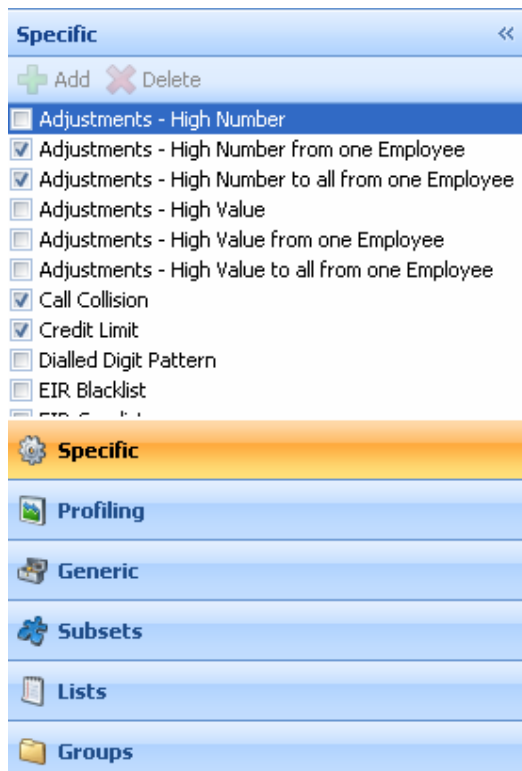 Specific
Add Delete
Adjustments - High Number
Adjustments - High Number from one Employee
Adjustments - High Number to all from one Employee
Adjustments - High Value
Adjustments - High Value from one Employee
Adjustments - High Value to all from one Employee
Call Collision
Credit Limit
Dialled Digit Pattern
EIR Blacklist
Specific
Profiling
Generic
Subsets
Lists
Groups